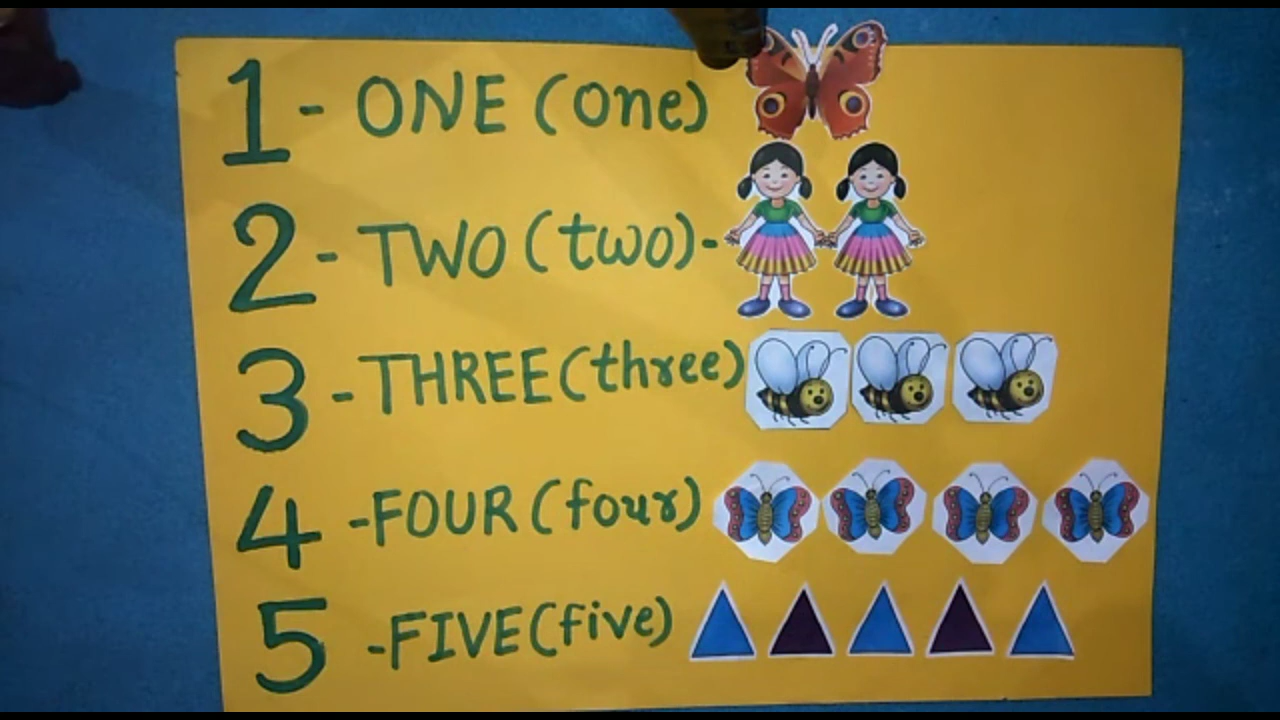 1 - ONE (one)
2 - TWO (two) -
3 - THREE (three)
4 - FOUR (four)
5 - FIVE (five)